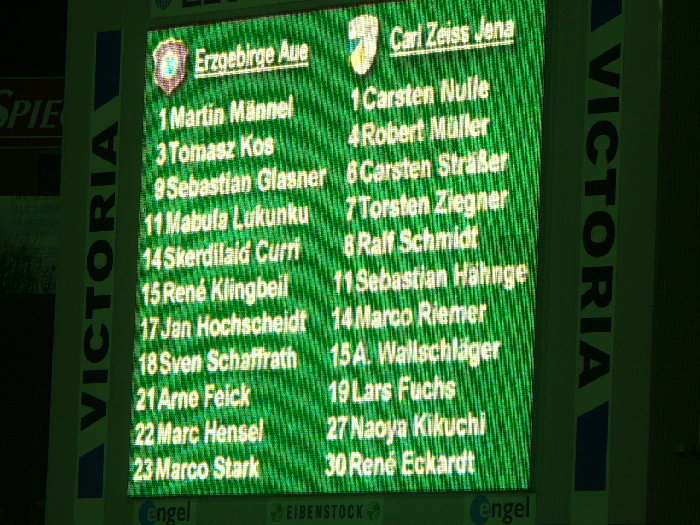 Erzgebirge Aue
1 Martin Männel
3 Tomasz Kos
9 Sebastian Glasner
11 Mabula Lukunku
14 Skerdilaid Curri
15 René Klingbeil
17 Jan Hochscheidt
18 Sven Schaffrath
21 Arne Feick
22 Marc Hensel
23 Marco Stark
Carl Zeiss Jena
1 Carsten Nulle
4 Robert Müller
6 Carsten Sträßer
7 Torsten Ziegner
8 Ralf Schmidt
11 Sebastian Hähnge
14 Marco Riemer
15 A. Wallschläger
19 Lars Fuchs
27 Naoya Kikuchi
30 René Eckardt
VICTORIA
VICTORIA
engel
EIBENSTOCK
engel